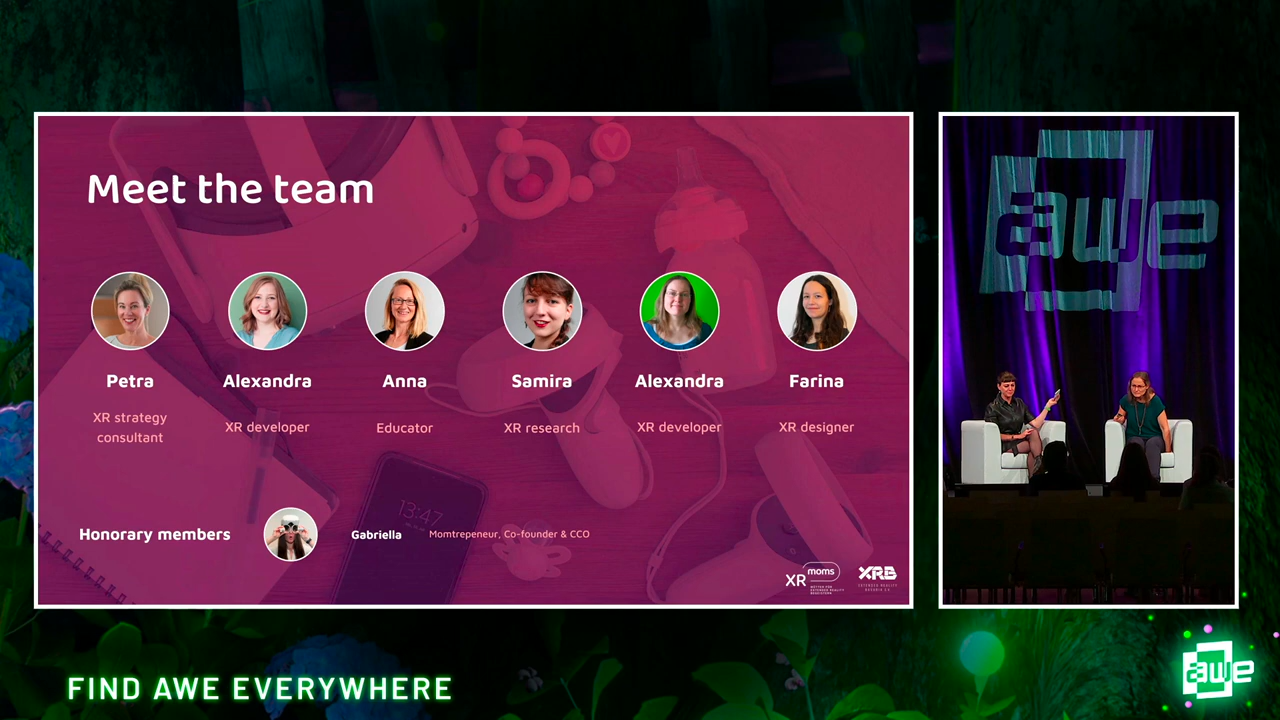 Meet the team
Petra
Alexandra
Anna
Samira
Alexandra
Farina
XR strategy
consultant
XR developer
Educator
XR research
XR developer
XR designer
Honorary members
Gabriella
Momtrepeneur, Co-founder & CCO
13:47
XR moms
XRB
awe
FIND AWE EVERYWHERE
awe